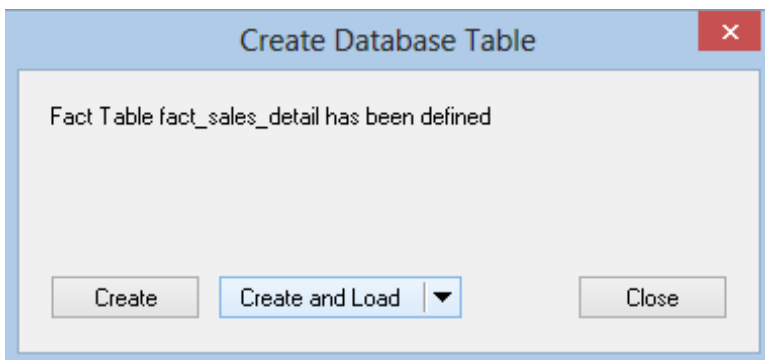 Create Database Table
Fact Table fact_sales_detail has been defined
Create
Create and Load
Close